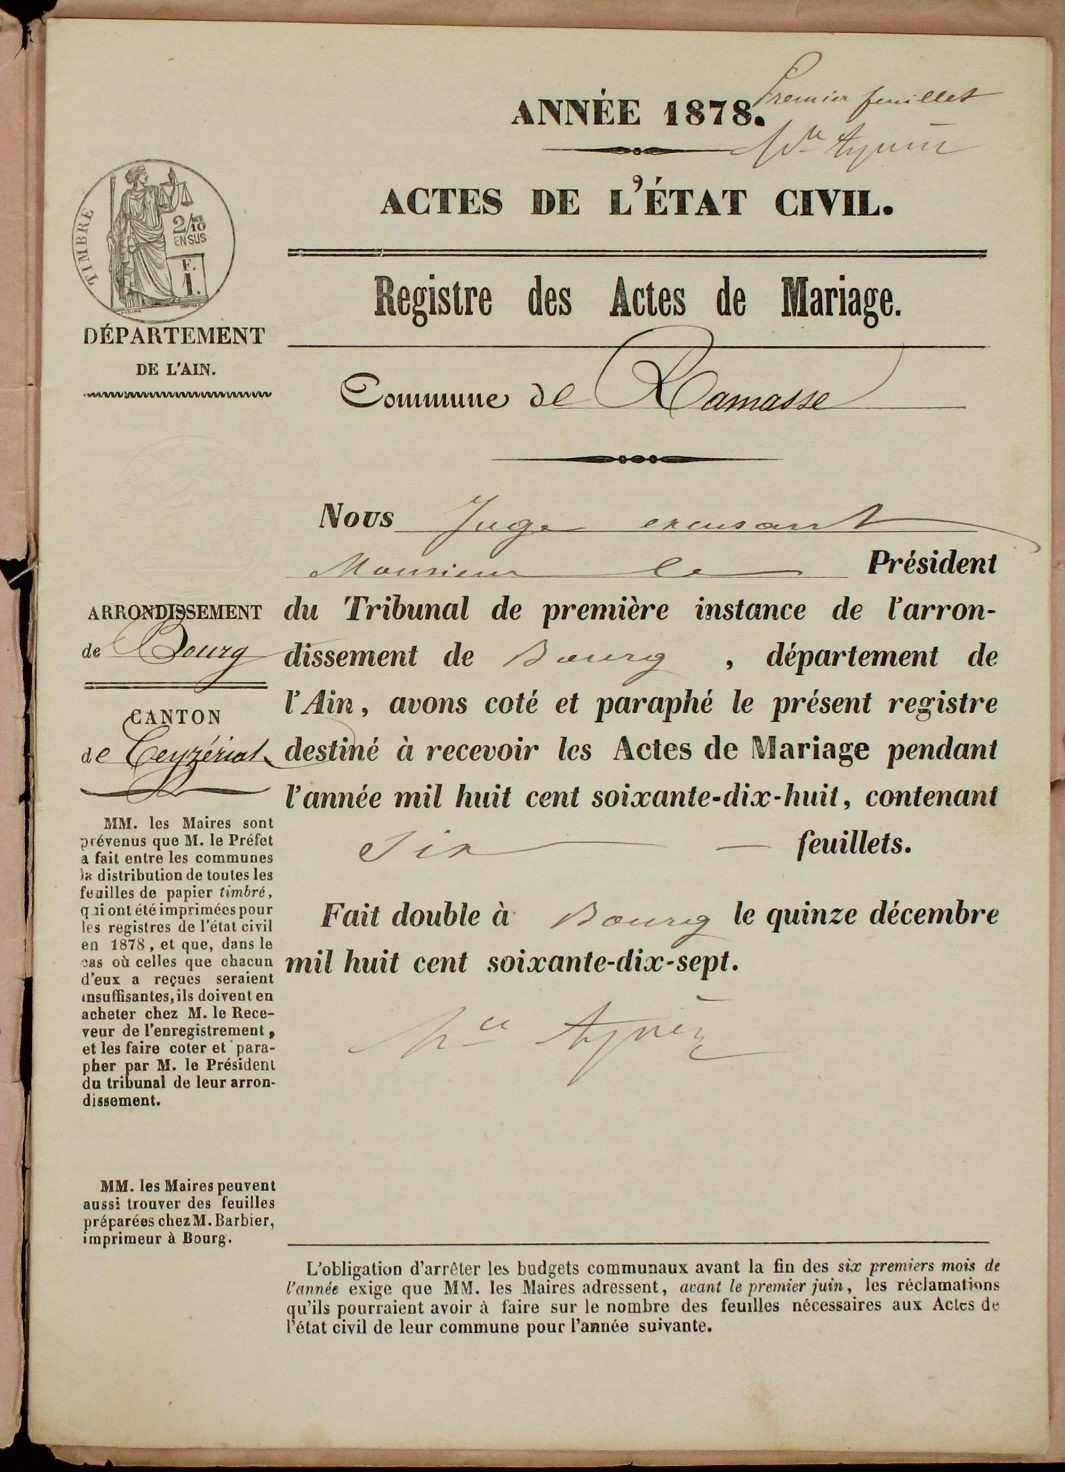 Premier feuillet
ANNÉE 1878.
ACTES DE L'ÉTAT CIVIL.
TIMBRE
2/10
EN SUS
F.
1.
DÉPARTEMENT
DE L'AIN.
Registre des Actes de Mariage.
Commune de Ramasse
Nous Juge excusant
Monsieur le Président
du Tribunal de première instance de l'arron-
dissement de Bourg, département de
l'Ain, avons coté et paraphé le présent registre
destiné à recevoir les Actes de Mariage pendant
l'année mil huit cent soixante-dix-huit, contenant
Six feuillets.
Fait double à Bourg le quinze décembre
mil huit cent soixante-dix-sept.
ARRONDISSEMENT
de Bourg
CANTON
de Ceyzériat
MM. les Maires sont
prévenus que M. le Préfet
a fait entre les communes
la distribution de toutes les
feuilles de papier timbré,
qui ont été imprimées pour
les registres de l'état civil
en 1878, et que, dans le
cas où celles que chacun
d'eux a reçues seraient
insuffisantes, ils doivent en
acheter chez M. le Rece-
veur de l'enregistrement,
et les faire coter et para-
pher par M. le Président
du tribunal de leur arron-
dissement.
MM. les Maires peuvent
aussi trouver des feuilles
préparées chez M. Barbier,
imprimeur à Bourg.
L'obligation d'arrêter les budgets communaux avant la fin des six premiers mois de
l'année exige que MM. les Maires adressent, avant le premier juin, les réclamations
qu'ils pourraient avoir à faire sur le nombre des feuilles nécessaires aux Actes de
l'état civil de leur commune pour l'année suivante.